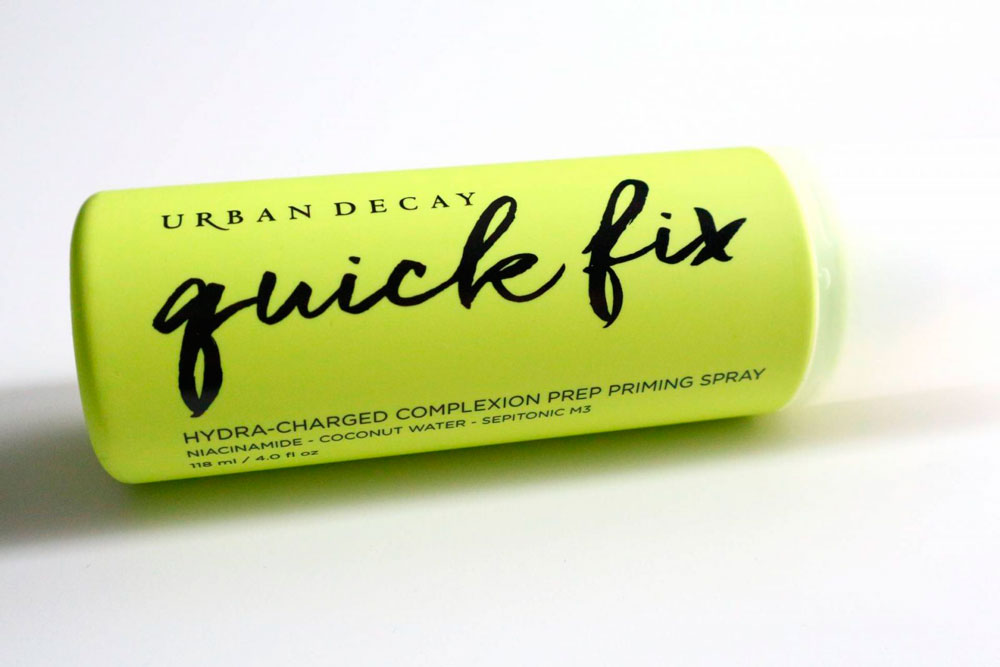 URBAN DECAY
quick fix
HYDRA-CHARGED COMPLEXION PREP PRIMING SPRAY
NIACINAMIDE - COCONUT WATER - SEPITONIC M3
118 ml / 4.0 fl oz